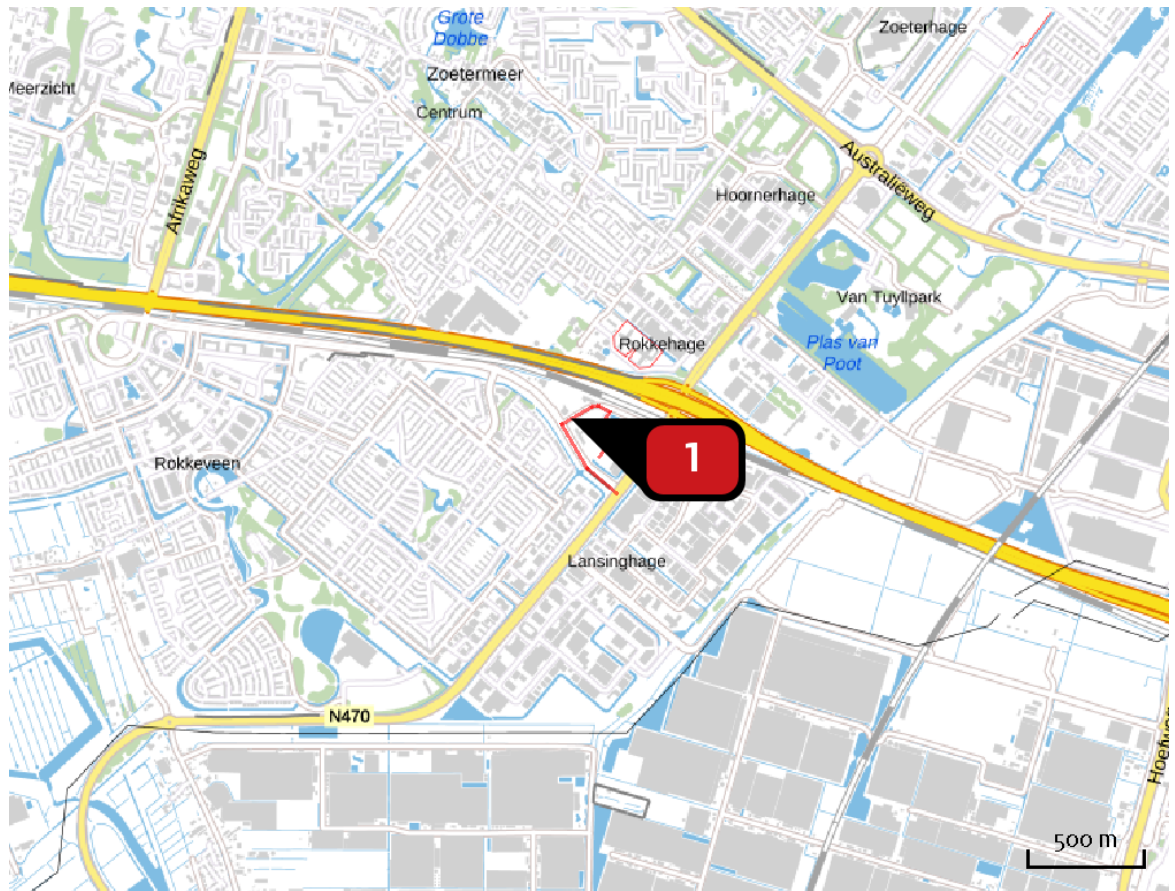 Grote
Dobbe
Zoeterhage
Zoetermeer
Meerzicht
Centrum
Afrikaweg
Australiëweg
Hoornerhage
Van Tuyllpark
Rokkehage
Plas van
Poot
1
Rokkeveen
Lansinghage
N470
Hoefweg
500 m